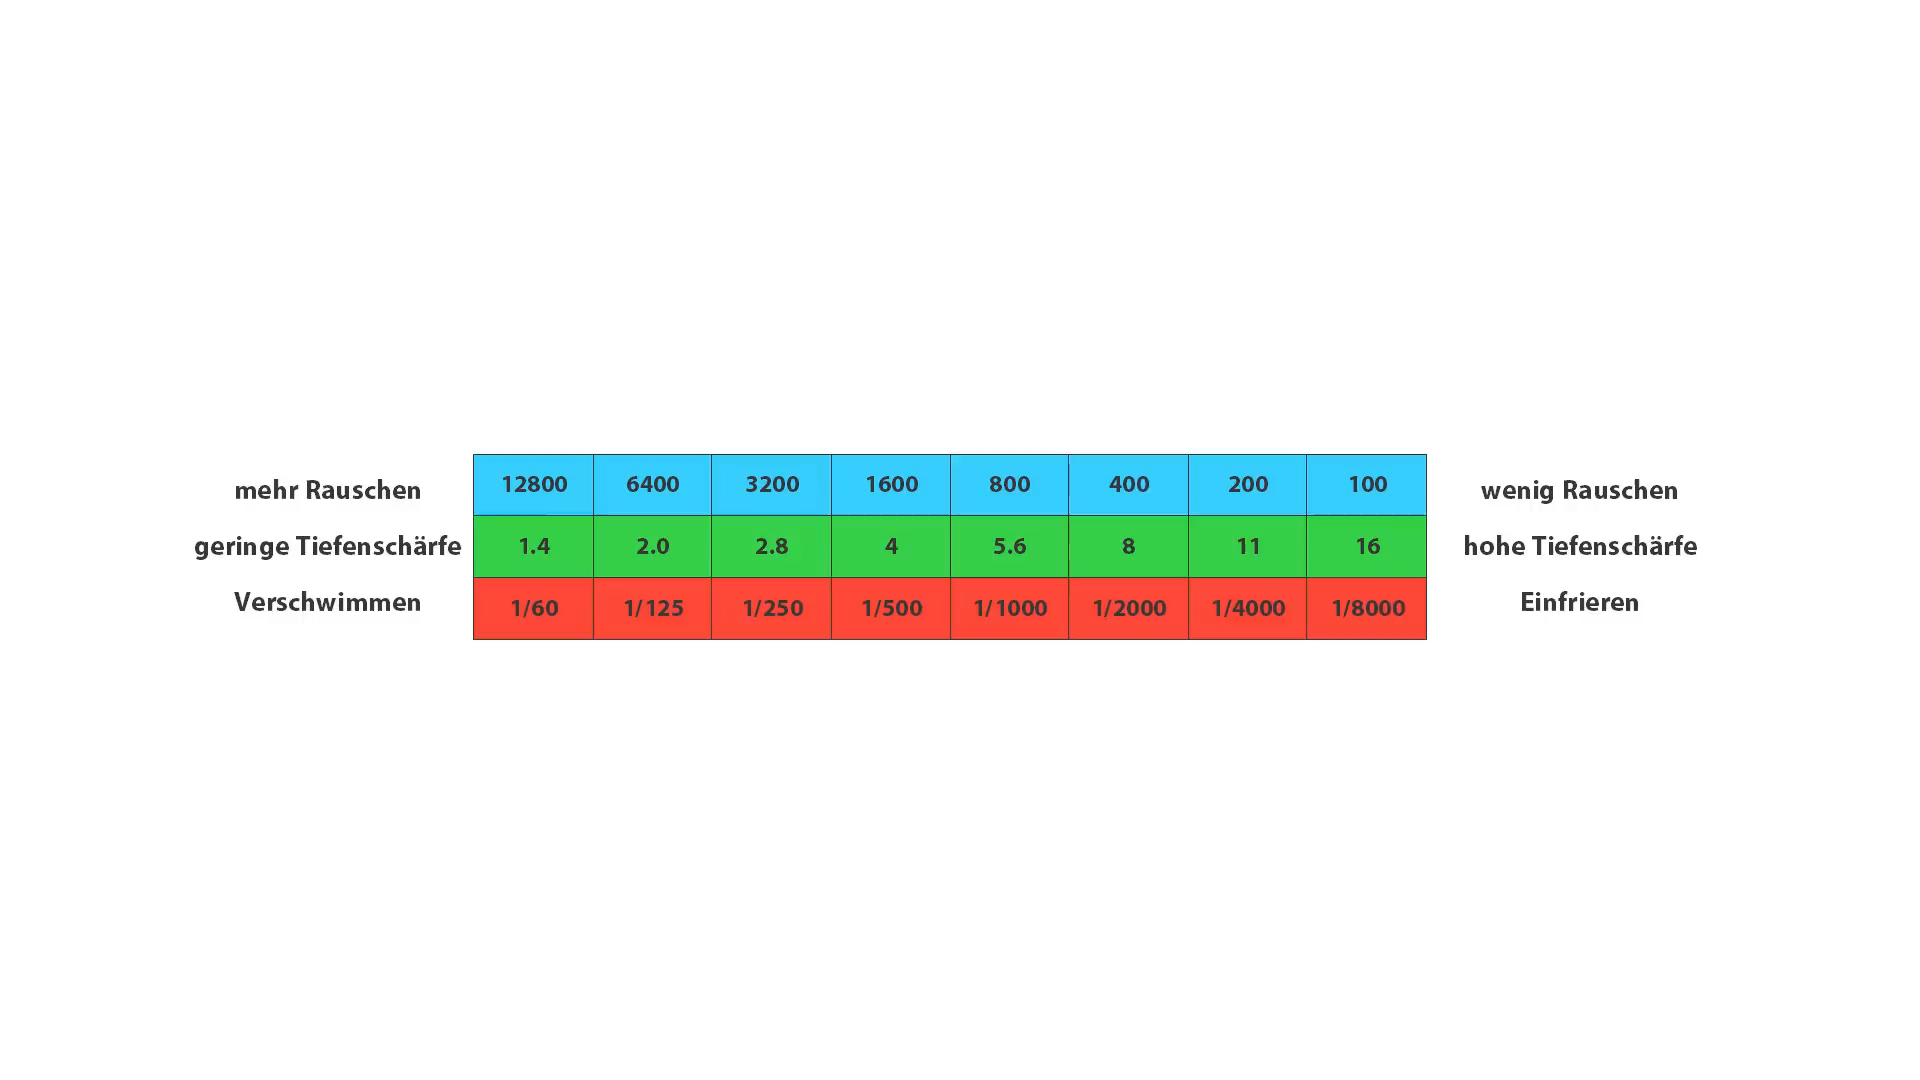 mehr Rauschen 12800 6400 3200 1600 800 400 200 100 wenig Rauschen
geringe Tiefenschärfe 1.4 2.0 2.8 4 5.6 8 11 16 hohe Tiefenschärfe
Verschwimmen 1/60 1/125 1/250 1/500 1/1000 1/2000 1/4000 1/8000 Einfrieren